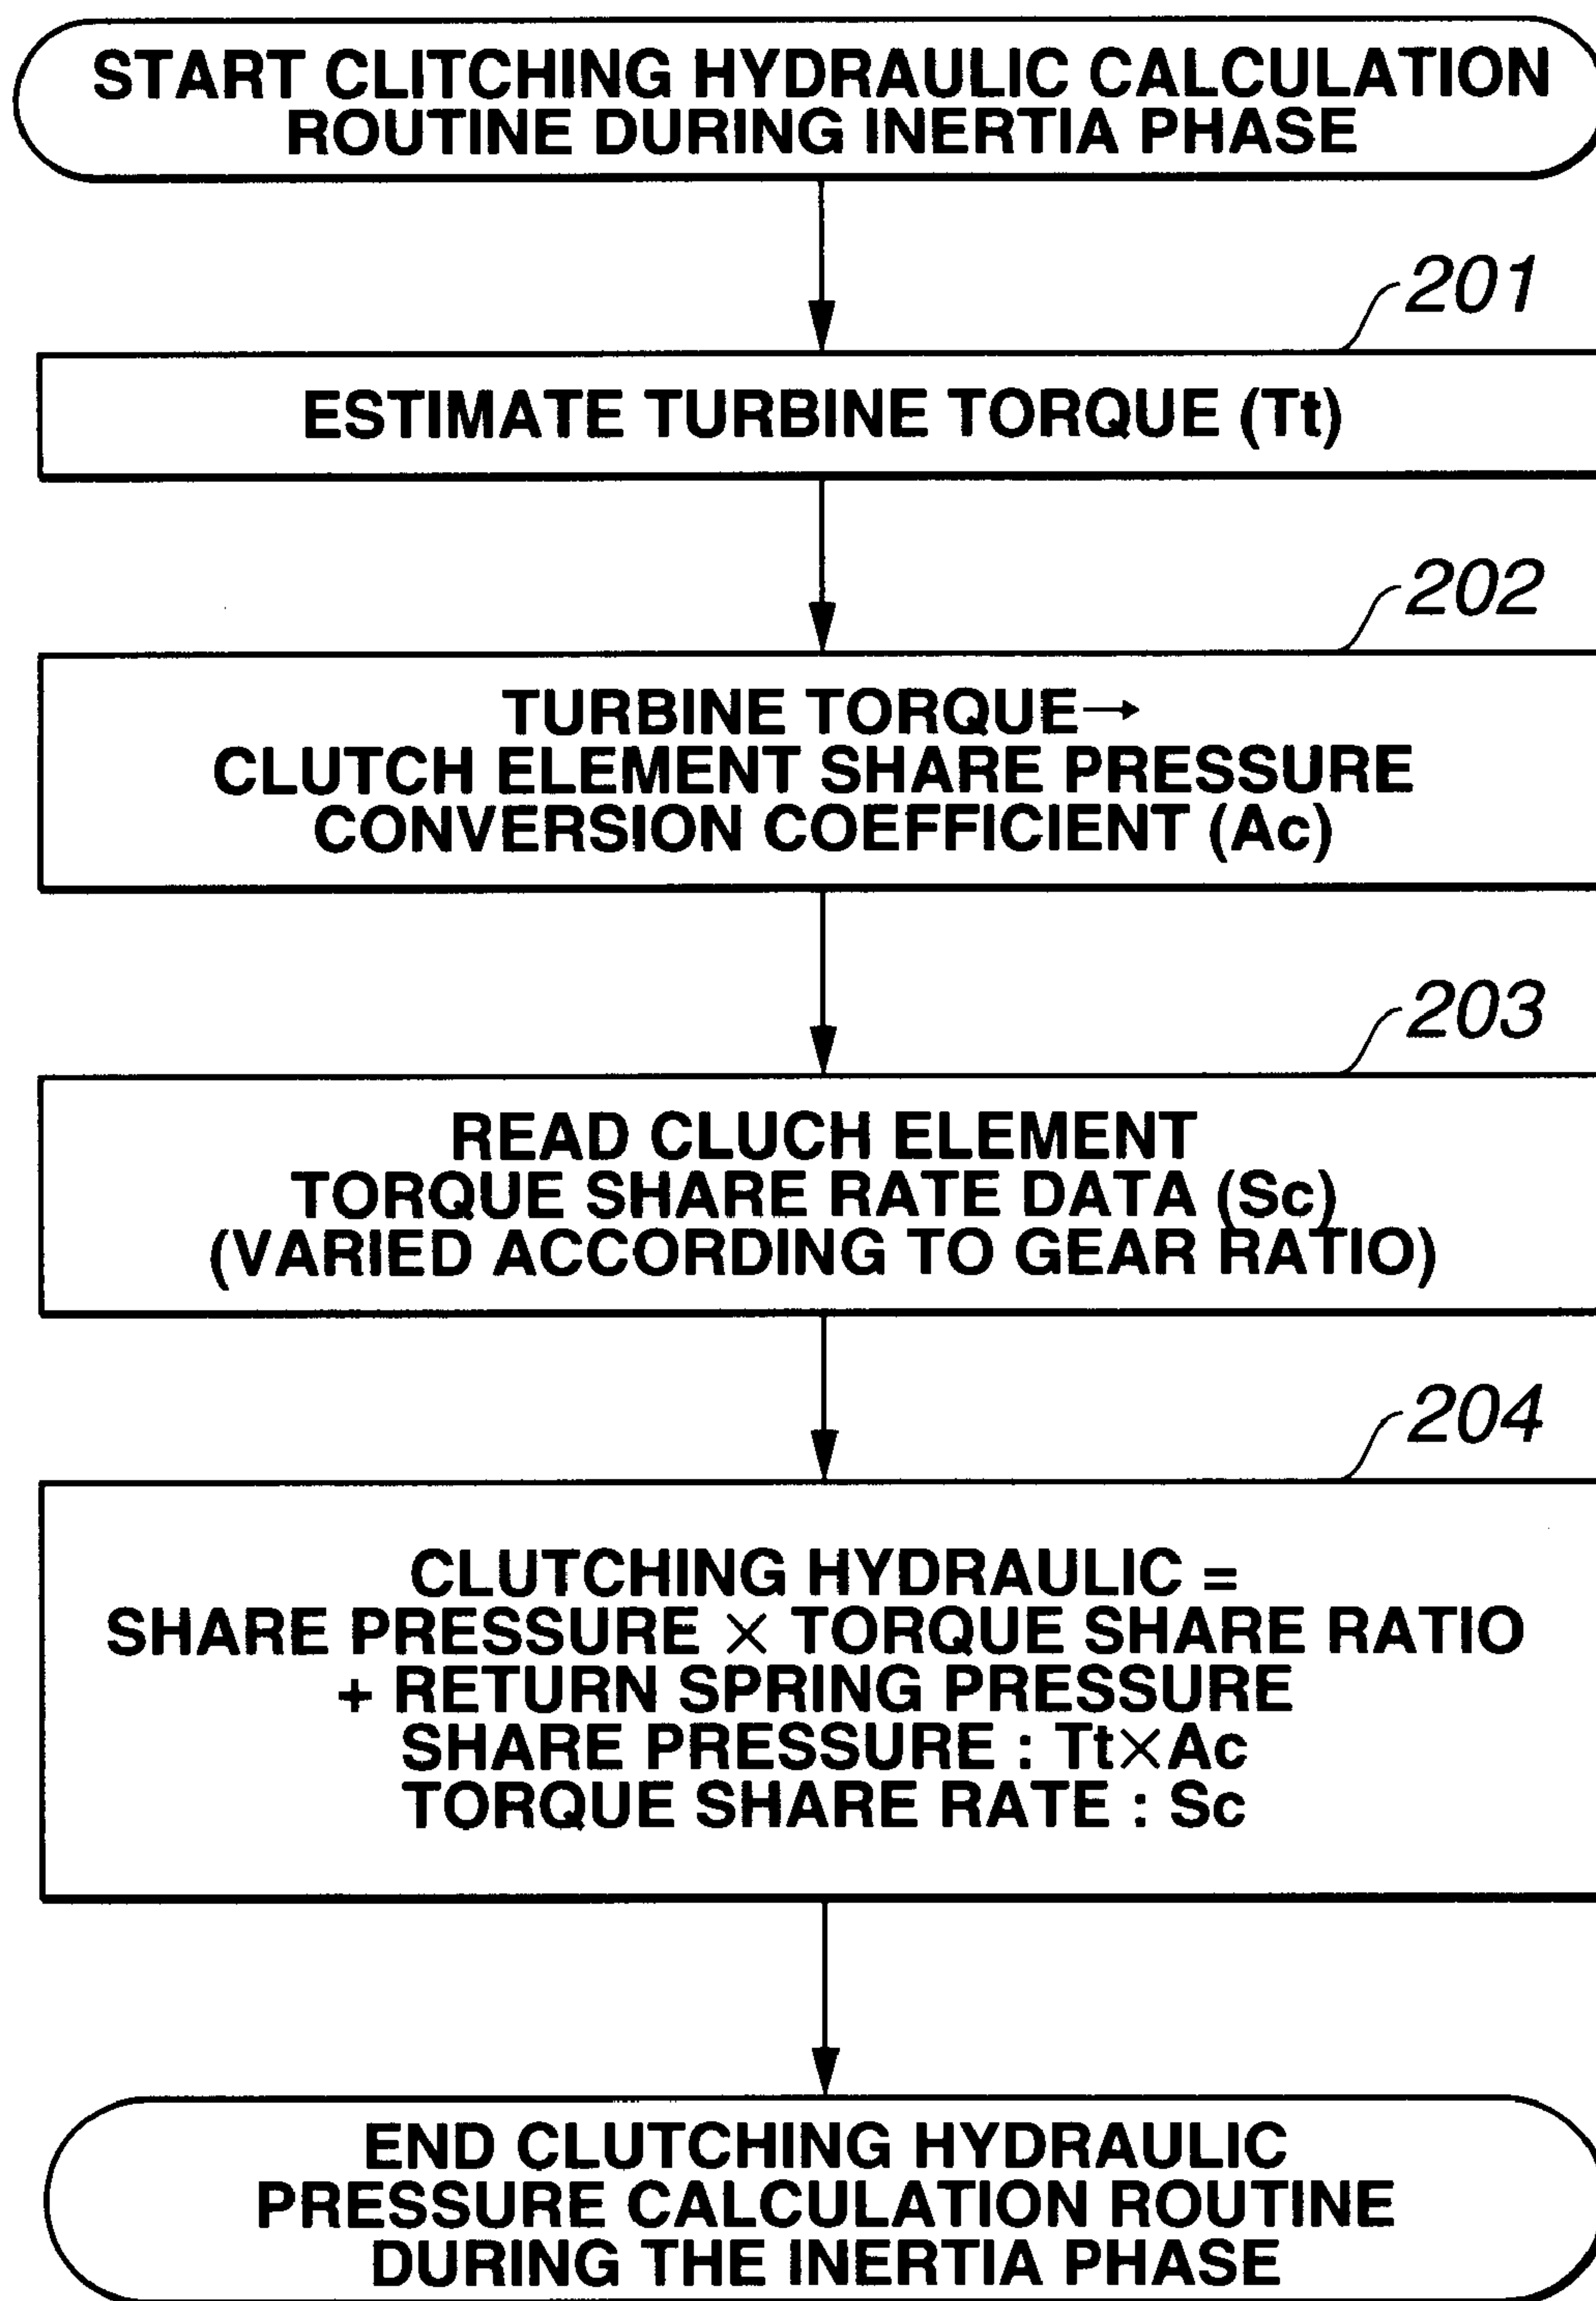 START CLITCHING HYDRAULIC CALCULATION
ROUTINE DURING INERTIA PHASE
201
ESTIMATE TURBINE TORQUE (Tt)
202
TURBINE TORQUE→
CLUTCH ELEMENT SHARE PRESSURE
CONVERSION COEFFICIENT (Ac)
203
READ CLUCH ELEMENT
TORQUE SHARE RATE DATA (Sc)
(VARIED ACCORDING TO GEAR RATIO)
204
CLUTCHING HYDRAULIC =
SHARE PRESSURE × TORQUE SHARE RATIO
+ RETURN SPRING PRESSURE
SHARE PRESSURE : Tt×Ac
TORQUE SHARE RATE : Sc
END CLUTCHING HYDRAULIC
PRESSURE CALCULATION ROUTINE
DURING THE INERTIA PHASE